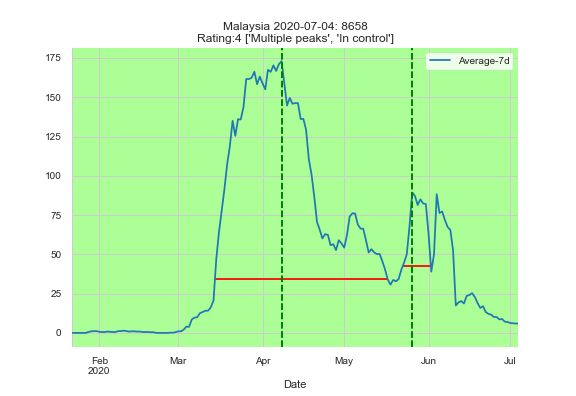 Malaysia 2020-07-04: 8658
Rating:4 ['Multiple peaks', 'In control']
Average-7d
175
150
125
100
75
50
25
0
Feb Mar Apr May Jun Jul
2020
Date